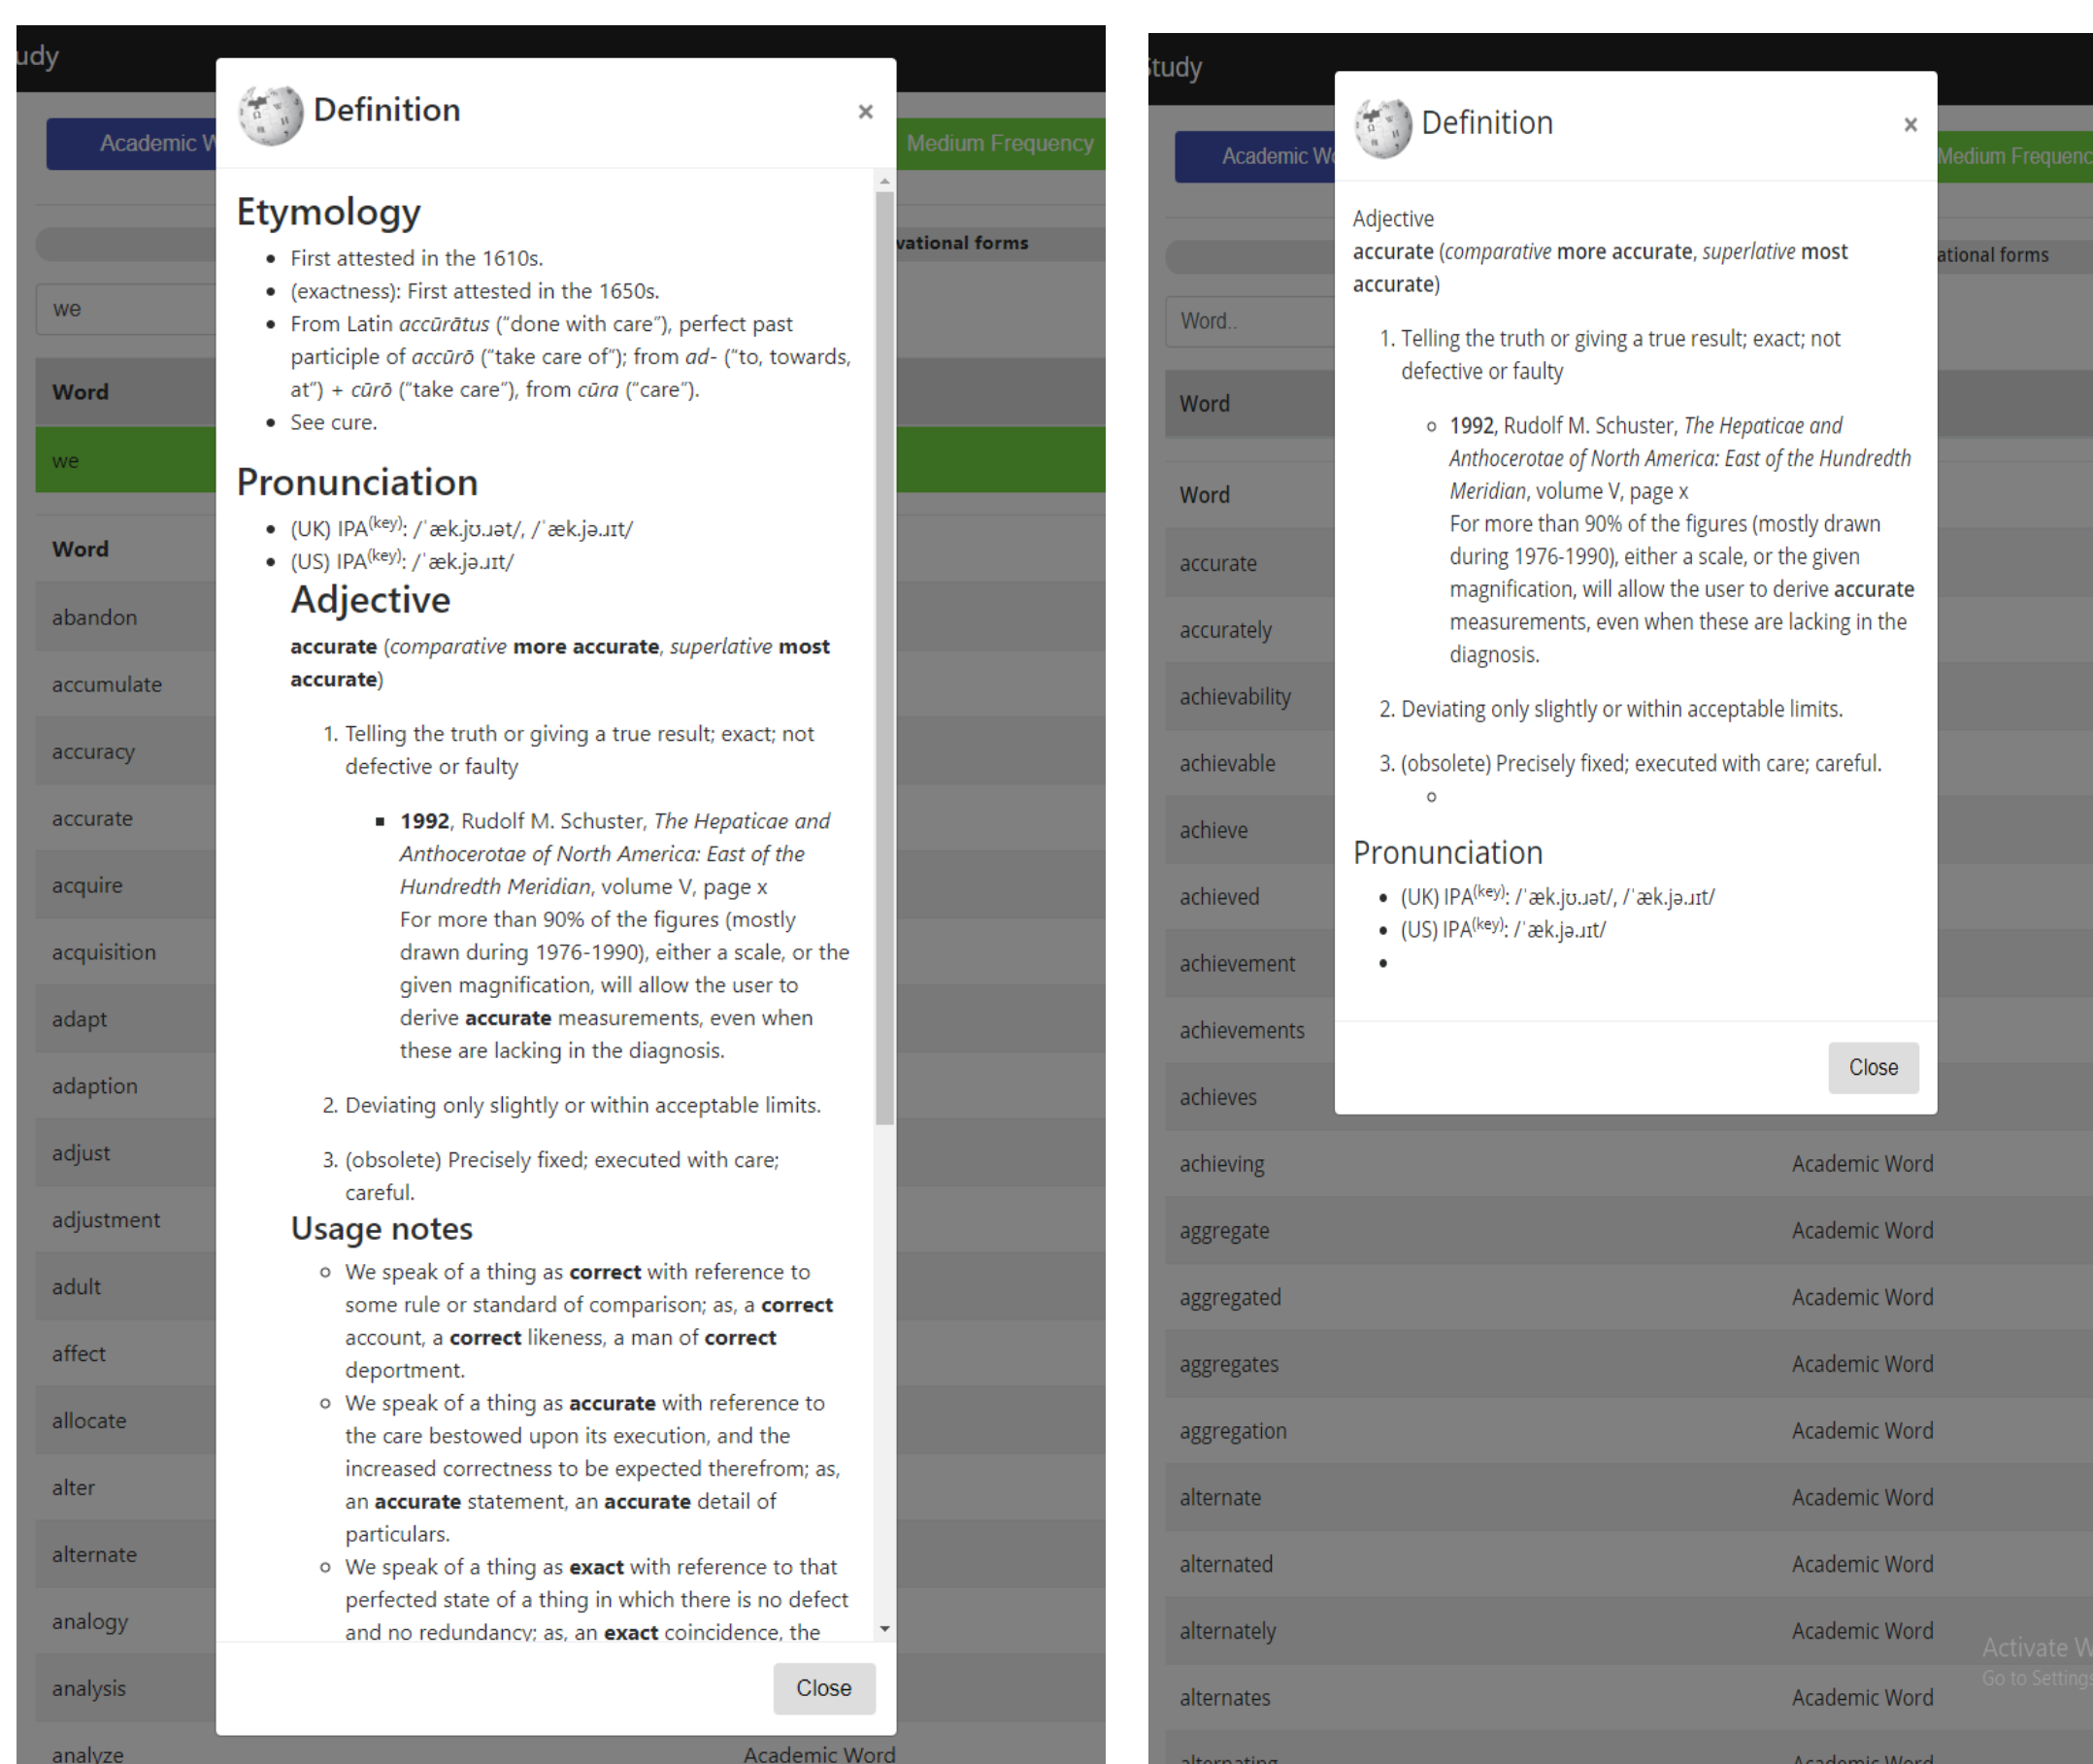 udy
Academic W
Medium Frequency
vational forms
we
Word
we
Word
abandon
accumulate
accuracy
accurate
acquire
acquisition
adapt
adaption
adjust
adjustment
adult
affect
allocate
alter
alternate
analogy
analysis
analyze
Academic Word
Definition
×
Etymology
• First attested in the 1610s.
• (exactness): First attested in the 1650s.
• From Latin accūrātus (“done with care”), perfect past
participle of accūrō (“take care of”); from ad- (“to, towards,
at”) + cūrō (“take care”), from cūra (“care”).
• See cure.
Pronunciation
• (UK) IPA(key): /ˈæk.jʊ.ɹət/, /ˈæk.jə.ɹɪt/
• (US) IPA(key): /ˈæk.jə.ɹɪt/
Adjective
accurate (comparative more accurate, superlative most
accurate)
1. Telling the truth or giving a true result; exact; not
defective or faulty
▪ 1992, Rudolf M. Schuster, The Hepaticae and
Anthocerotae of North America: East of the
Hundredth Meridian, volume V, page x
For more than 90% of the figures (mostly
drawn during 1976-1990), either a scale, or the
given magnification, will allow the user to
derive accurate measurements, even when
these are lacking in the diagnosis.
2. Deviating only slightly or within acceptable limits.
3. (obsolete) Precisely fixed; executed with care;
careful.
Usage notes
◦ We speak of a thing as correct with reference to
some rule or standard of comparison; as, a correct
account, a correct likeness, a man of correct
deportment.
◦ We speak of a thing as accurate with reference to
the care bestowed upon its execution, and the
increased correctness to be expected therefrom; as,
an accurate statement, an accurate detail of
particulars.
◦ We speak of a thing as exact with reference to that
perfected state of a thing in which there is no defect
and no redundancy; as, an exact coincidence, the
Close
Study
Academic Wo
Medium Frequenc
ational forms
Word..
Word
Word
accurate
accurately
achievability
achievable
achieve
achieved
achievement
achievements
achieves
achieving Academic Word
aggregate Academic Word
aggregated Academic Word
aggregates Academic Word
aggregation Academic Word
alternate Academic Word
alternated Academic Word
alternately Academic Word
alternates Academic Word
alternating Academic Word
Definition
×
Adjective
accurate (comparative more accurate, superlative most
accurate)
1. Telling the truth or giving a true result; exact; not
defective or faulty
◦ 1992, Rudolf M. Schuster, The Hepaticae and
Anthocerotae of North America: East of the Hundredth
Meridian, volume V, page x
For more than 90% of the figures (mostly drawn
during 1976-1990), either a scale, or the given
magnification, will allow the user to derive accurate
measurements, even when these are lacking in the
diagnosis.
2. Deviating only slightly or within acceptable limits.
3. (obsolete) Precisely fixed; executed with care; careful.
◦
Pronunciation
• (UK) IPA(key): /ˈæk.jʊ.ɹət/, /ˈæk.jə.ɹɪt/
• (US) IPA(key): /ˈæk.jə.ɹɪt/
•
Close
Activate W
Go to Settings